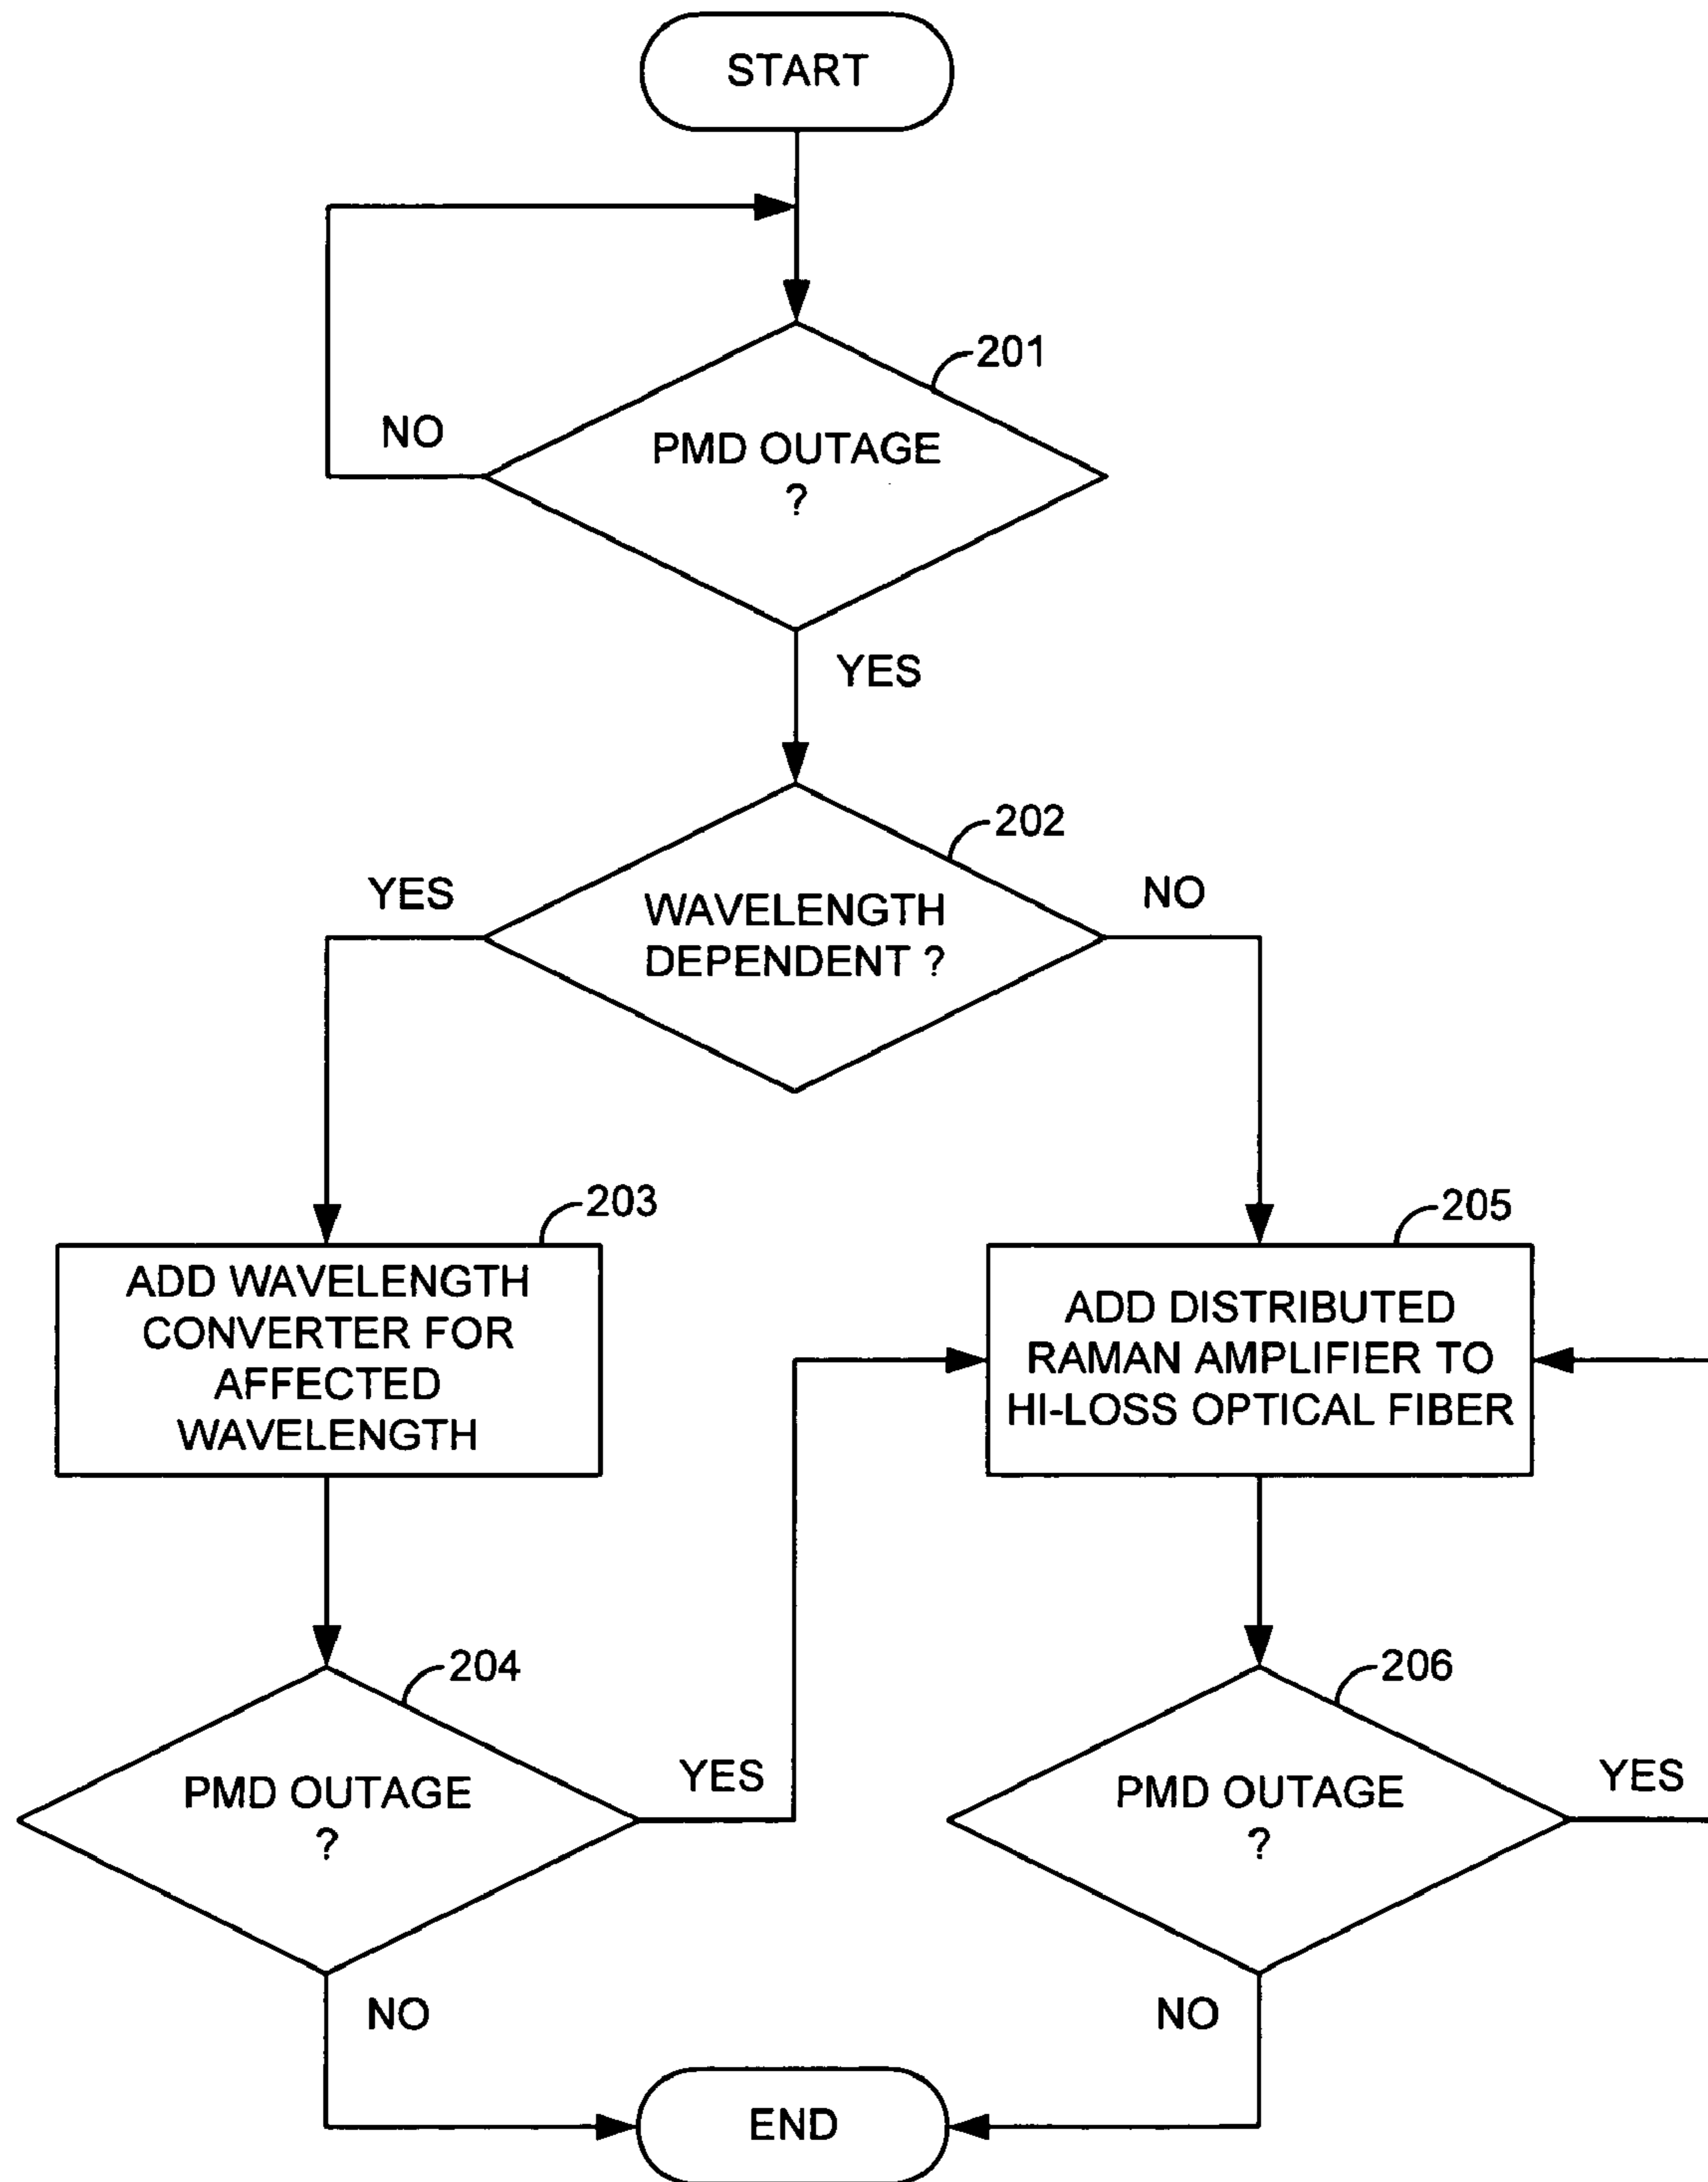 START
201
NO
PMD OUTAGE
?
YES
202
YES
NO
WAVELENGTH
DEPENDENT ?
203
205
ADD WAVELENGTH
CONVERTER FOR
AFFECTED
WAVELENGTH
ADD DISTRIBUTED
RAMAN AMPLIFIER TO
HI-LOSS OPTICAL FIBER
204
206
PMD OUTAGE
?
YES
PMD OUTAGE
?
YES
NO
NO
END